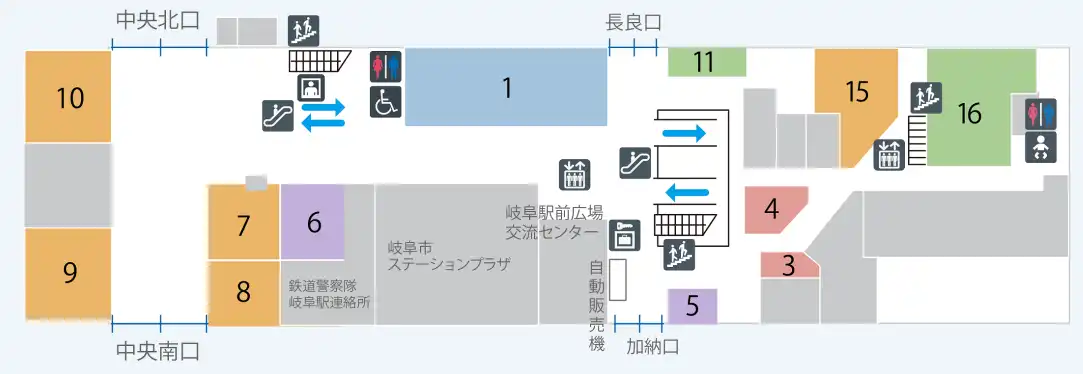 中央北口
長良口
10
1
11
15
16
7
6
岐阜駅前広場
交流センター
4
岐阜市
ステーションプラザ
9
8
鉄道警察隊
岐阜駅連絡所
自動販売機
3
5
中央南口
加納口